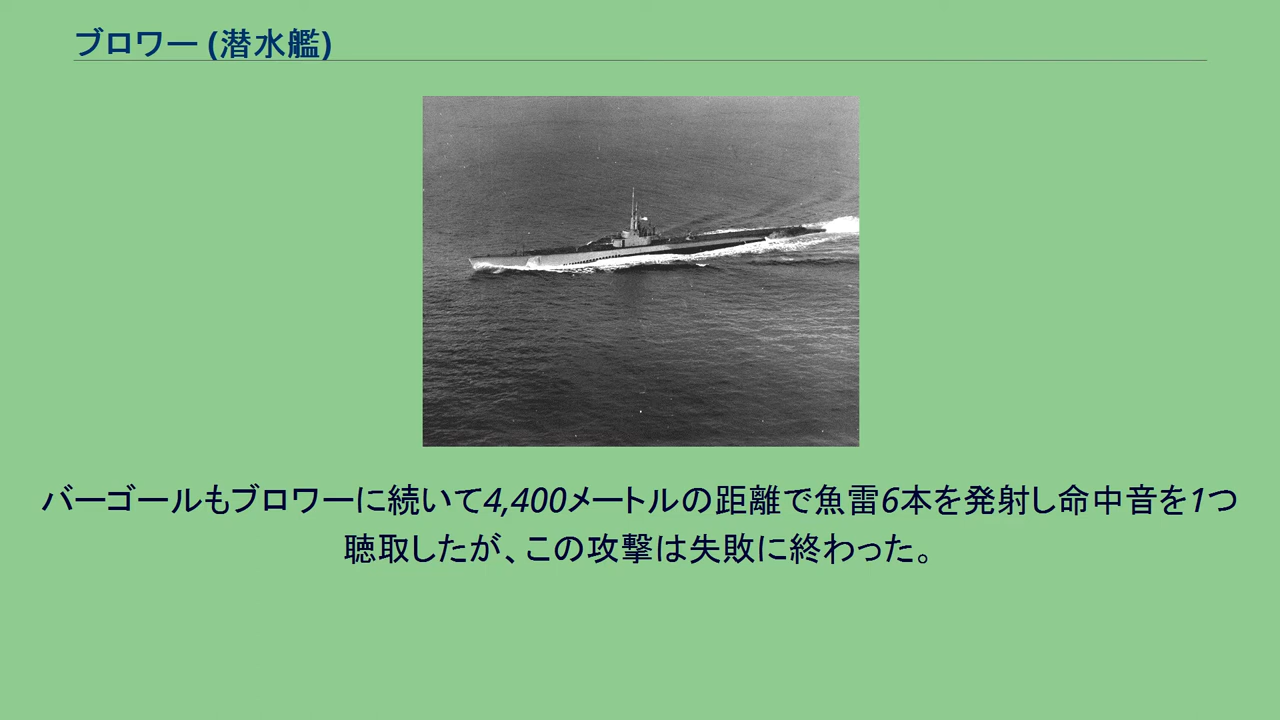 ブロワー (潜水艦)
バーゴールもブロワーに続いて4,400メートルの距離で魚雷6本を発射し命中音を1つ
聴取したが、この攻撃は失敗に終わった。